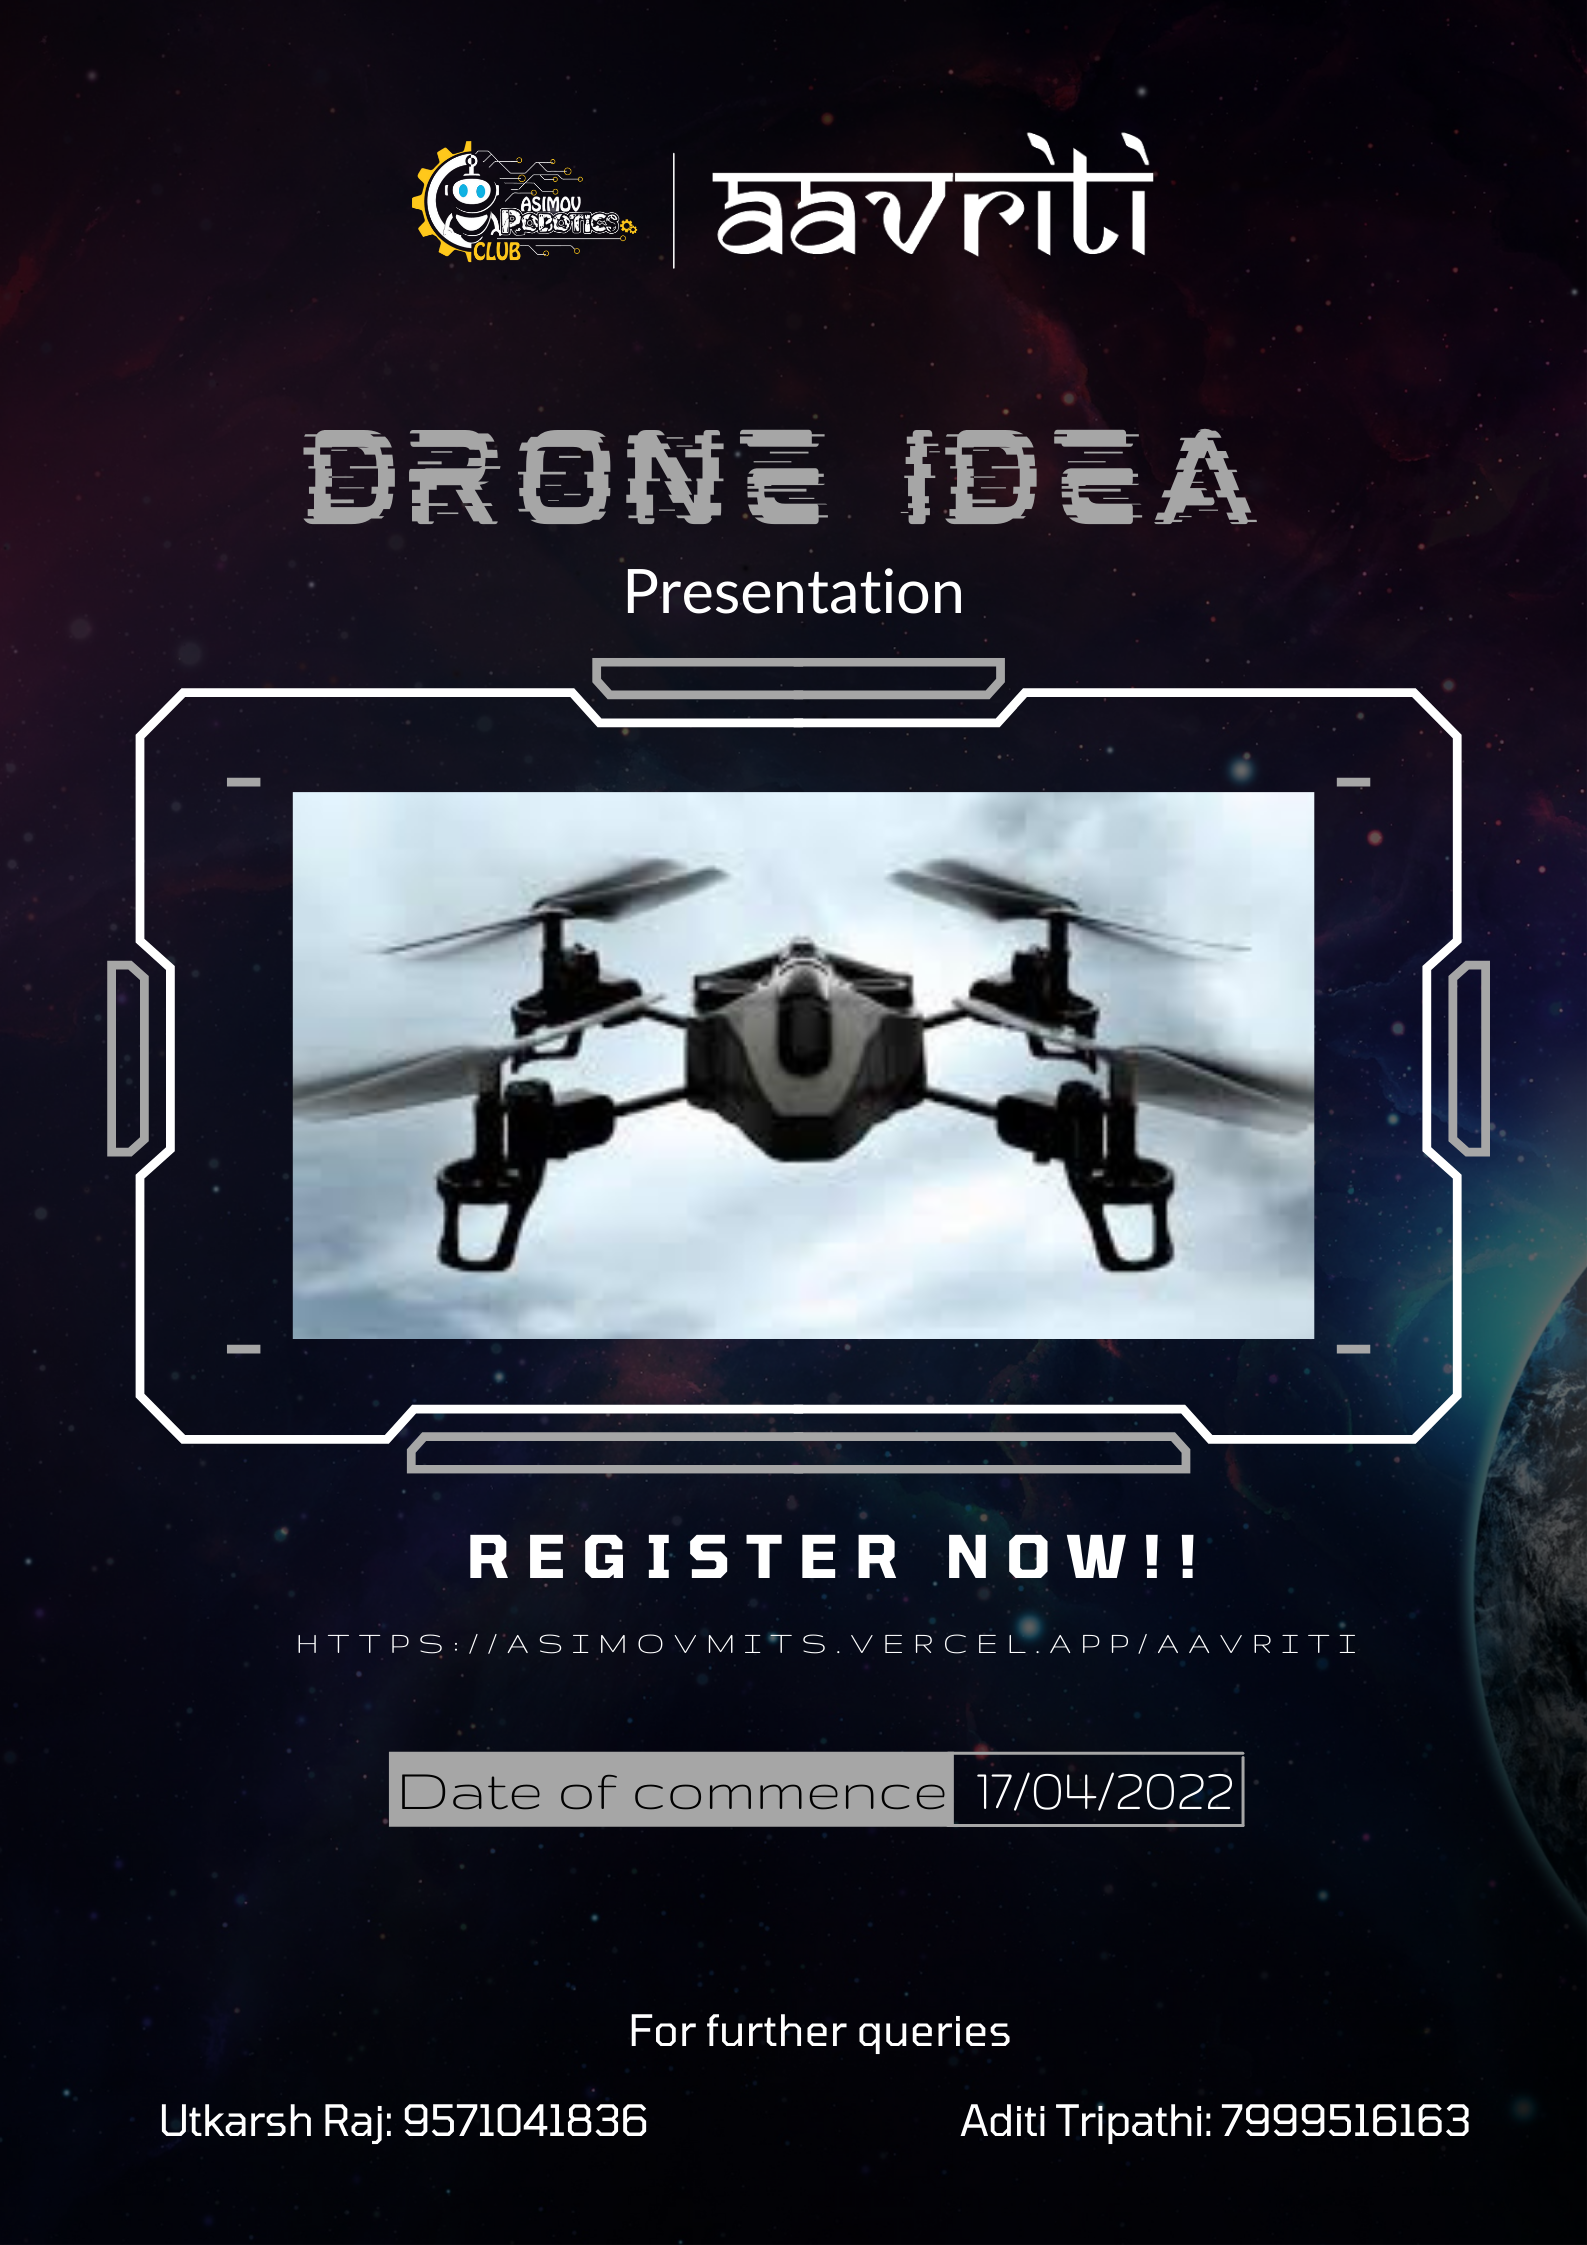 ASIMOV
ROBOTICS
CLUB
aavriti
DRONE IDEA
Presentation
REGISTER NOW!!
HTTPS://ASIMOVMITS.VERCEL.APP/AAVRITI
Date of commence 17/04/2022
For further queries
Utkarsh Raj: 9571041836
Aditi Tripathi: 7999516163